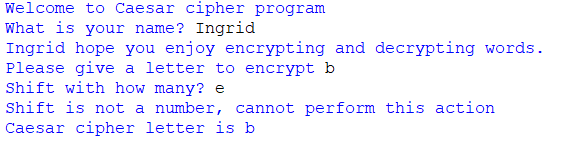 Welcome to Caesar cipher program
What is your name? Ingrid
Ingrid hope you enjoy encrypting and decrypting words.
Please give a letter to encrypt b
Shift with how many? e
Shift is not a number, cannot perform this action
Caesar cipher letter is b